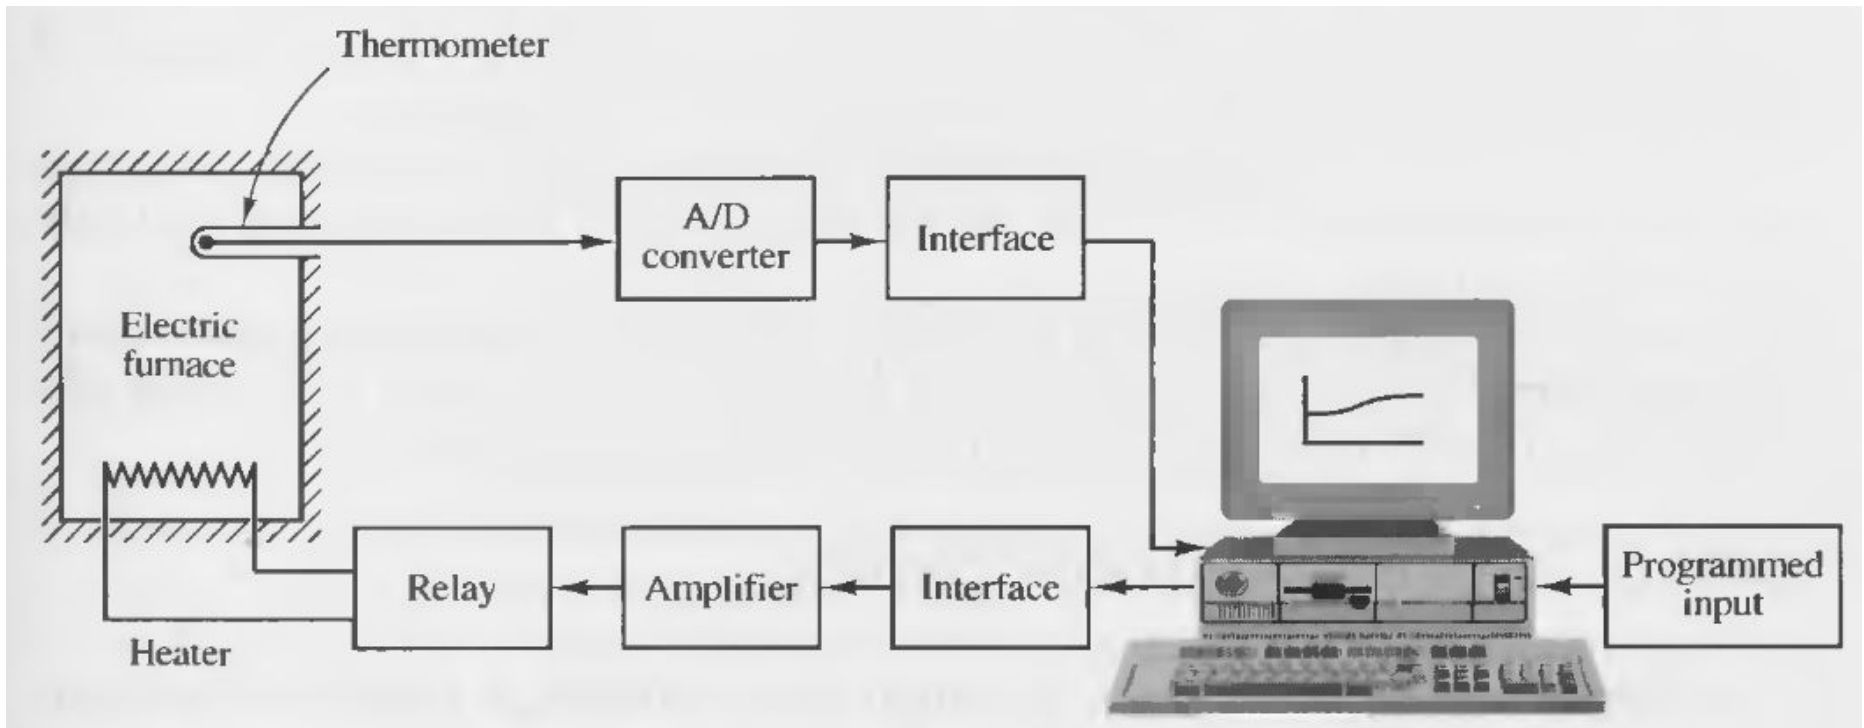 Thermometer
A/D
converter
Interface
Electric
furnace
Relay
Amplifier
Interface
Programmed
input
Heater